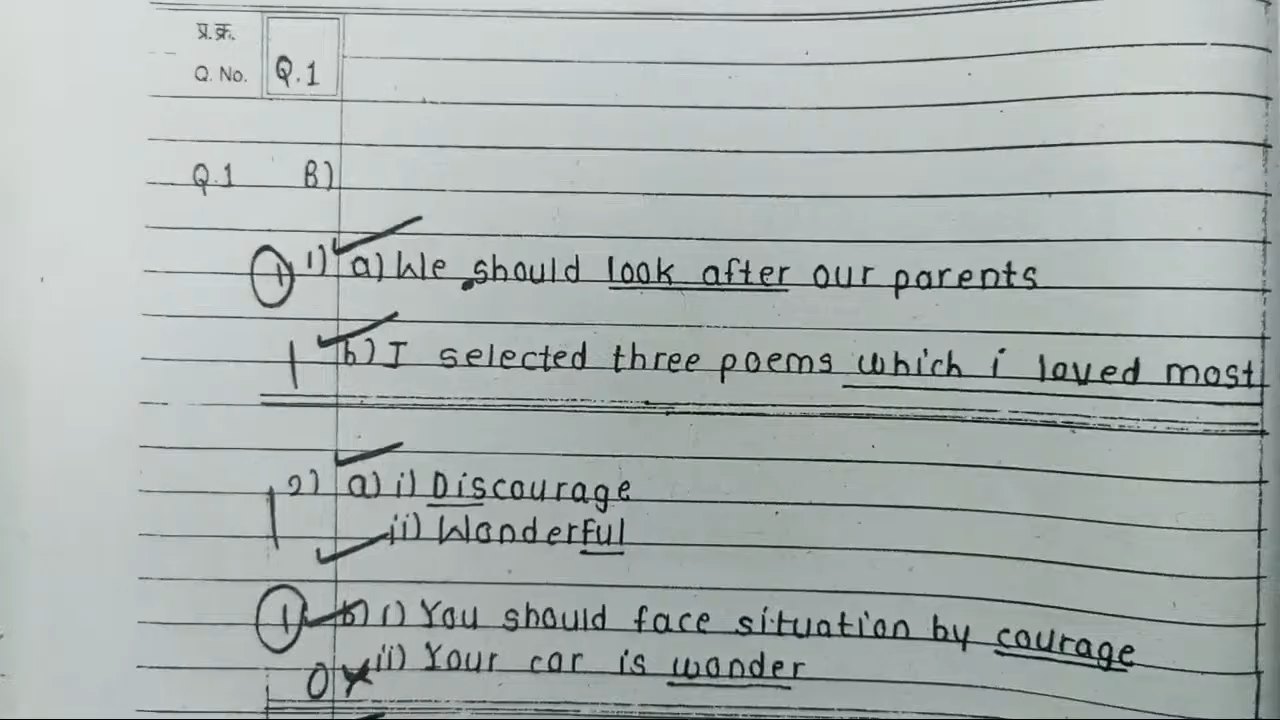 प्र.क्र.
Q. No. Q.1
Q.1 B)
1 1) a) We should look after our parents
1 b) I selected three poems which i loved most
2) a) i) Discourage
1 ii) Wonderful
1 b) i) You should face situation by courage
0 ii) Your car is wonder